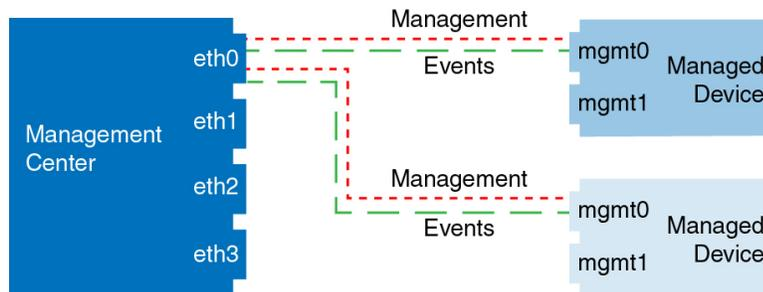 Management
eth0
mgmt0
Managed
Device
Events
mgmt1
eth1
Management
Center
Management
eth2
mgmt0
Managed
Device
Events
eth3
mgmt1